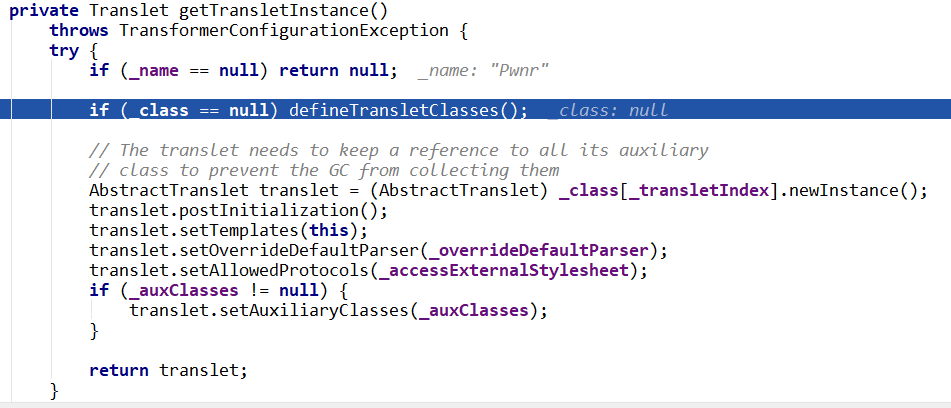 private Translet getTransletInstance()
    throws TransformerConfigurationException {
    try {
        if (_name == null) return null;  _name: "Pwnr"

        if (_class == null) defineTransletClasses();  _class: null

        // The translet needs to keep a reference to all its auxiliary
        // class to prevent the GC from collecting them
        AbstractTranslet translet = (AbstractTranslet) _class[_transletIndex].newInstance();
        translet.postInitialization();
        translet.setTemplates(this);
        translet.setOverrideDefaultParser(_overrideDefaultParser);
        translet.setAllowedProtocols(_accessExternalStylesheet);
        if (_auxClasses != null) {
            translet.setAuxiliaryClasses(_auxClasses);
        }

        return translet;
    }